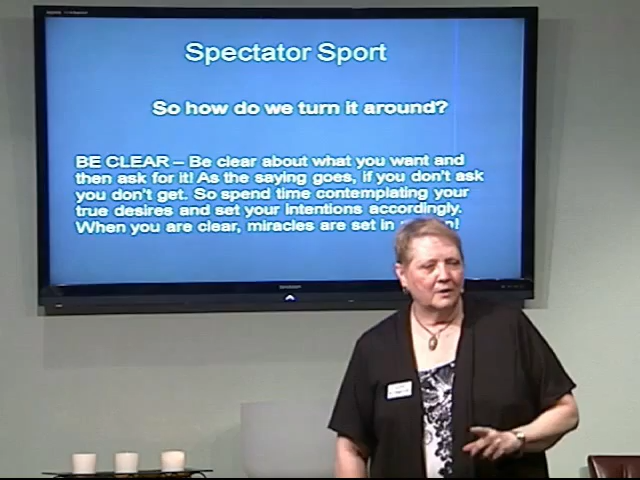 Spectator Sport
So how do we turn it around?
BE CLEAR – Be clear about what you want and
then ask for it! As the saying goes, if you don't ask
you don't get. So spend time contemplating your
true desires and set your intentions accordingly.
When you are clear, miracles are set in